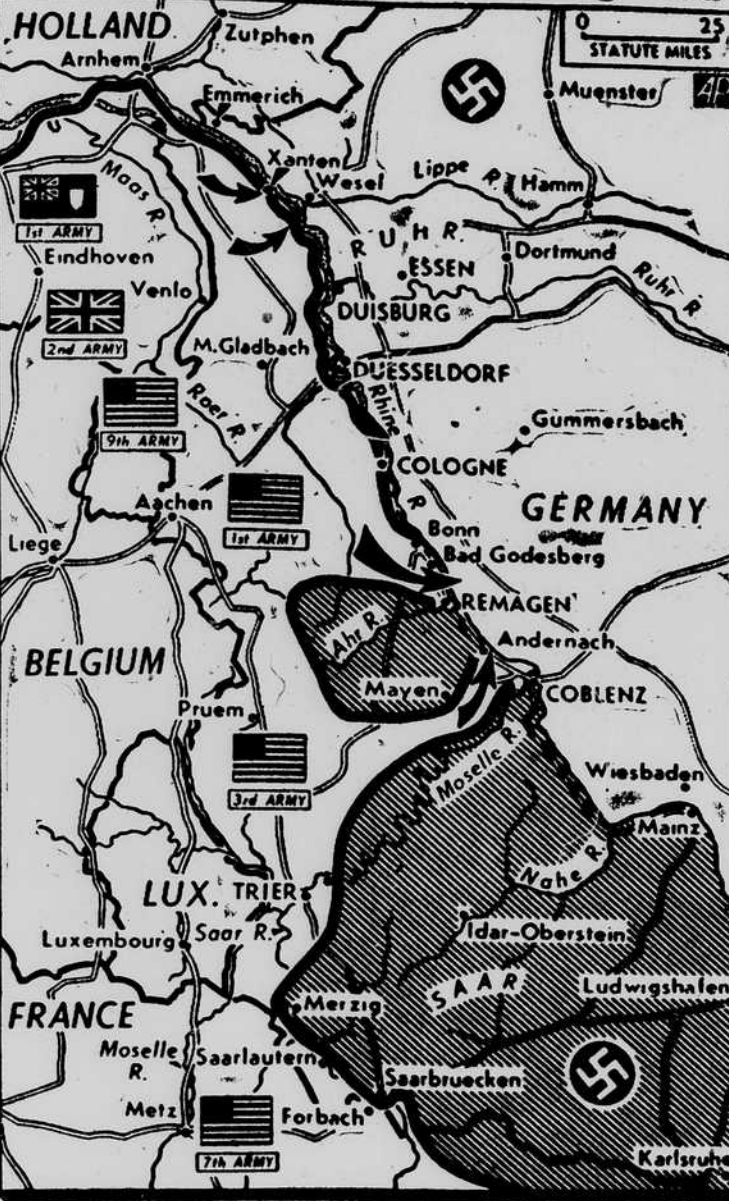 HOLLAND
Zutphen
0 25
STATUTE MILES
Arnhem
Emmerich
Muenster
AP
Maas R.
Xanten
Wesel
Lippe R.
Hamm
1st ARMY
Eindhoven
RUHR
ESSEN
Dortmund
Ruhr R
Venlo
DUISBURG
2nd ARMY
M.Gladbach
DUESSELDORF
Roer R.
Rhine R
9th ARMY
Gummersbach
COLOGNE
Aachen
1st ARMY
GERMANY
Liege
Bonn
Bad Godesberg
REMAGEN
Ahr R.
Andernach
BELGIUM
Mayen
COBLENZ
Pruem
Moselle R.
3rd ARMY
Wiesbaden
Mainz
Nahe R.
LUX.
TRIER
Idar-Oberstein
Luxembourg
Saar R.
SAAR
Ludwigshafen
FRANCE
Merzig
Moselle R.
Saarlautern
Saarbruecken
Metz
Forbach
7th ARMY
Karlsruhe